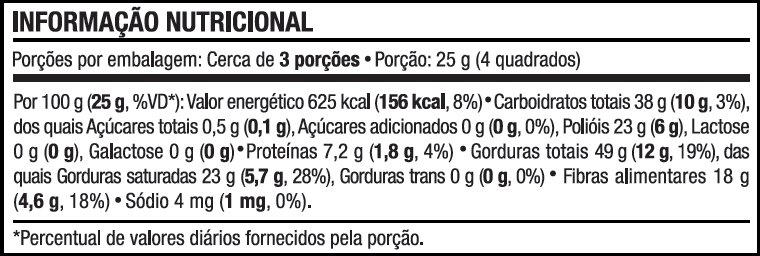 INFORMAÇÃO NUTRICIONAL
Porções por embalagem: Cerca de 3 porções • Porção: 25 g (4 quadrados)
Por 100 g (25 g, %VD*): Valor energético 625 kcal (156 kcal, 8%) • Carboidratos totais 38 g (10 g, 3%),
dos quais Açúcares totais 0,5 g (0,1 g), Açúcares adicionados 0 g (0 g, 0%), Polióis 23 g (6 g), Lactose
0 g (0 g), Galactose 0 g (0 g) • Proteínas 7,2 g (1,8 g, 4%) • Gorduras totais 49 g (12 g, 19%), das
quais Gorduras saturadas 23 g (5,7 g, 28%), Gorduras trans 0 g (0 g, 0%) • Fibras alimentares 18 g
(4,6 g, 18%) • Sódio 4 mg (1 mg, 0%).
*Percentual de valores diários fornecidos pela porção.